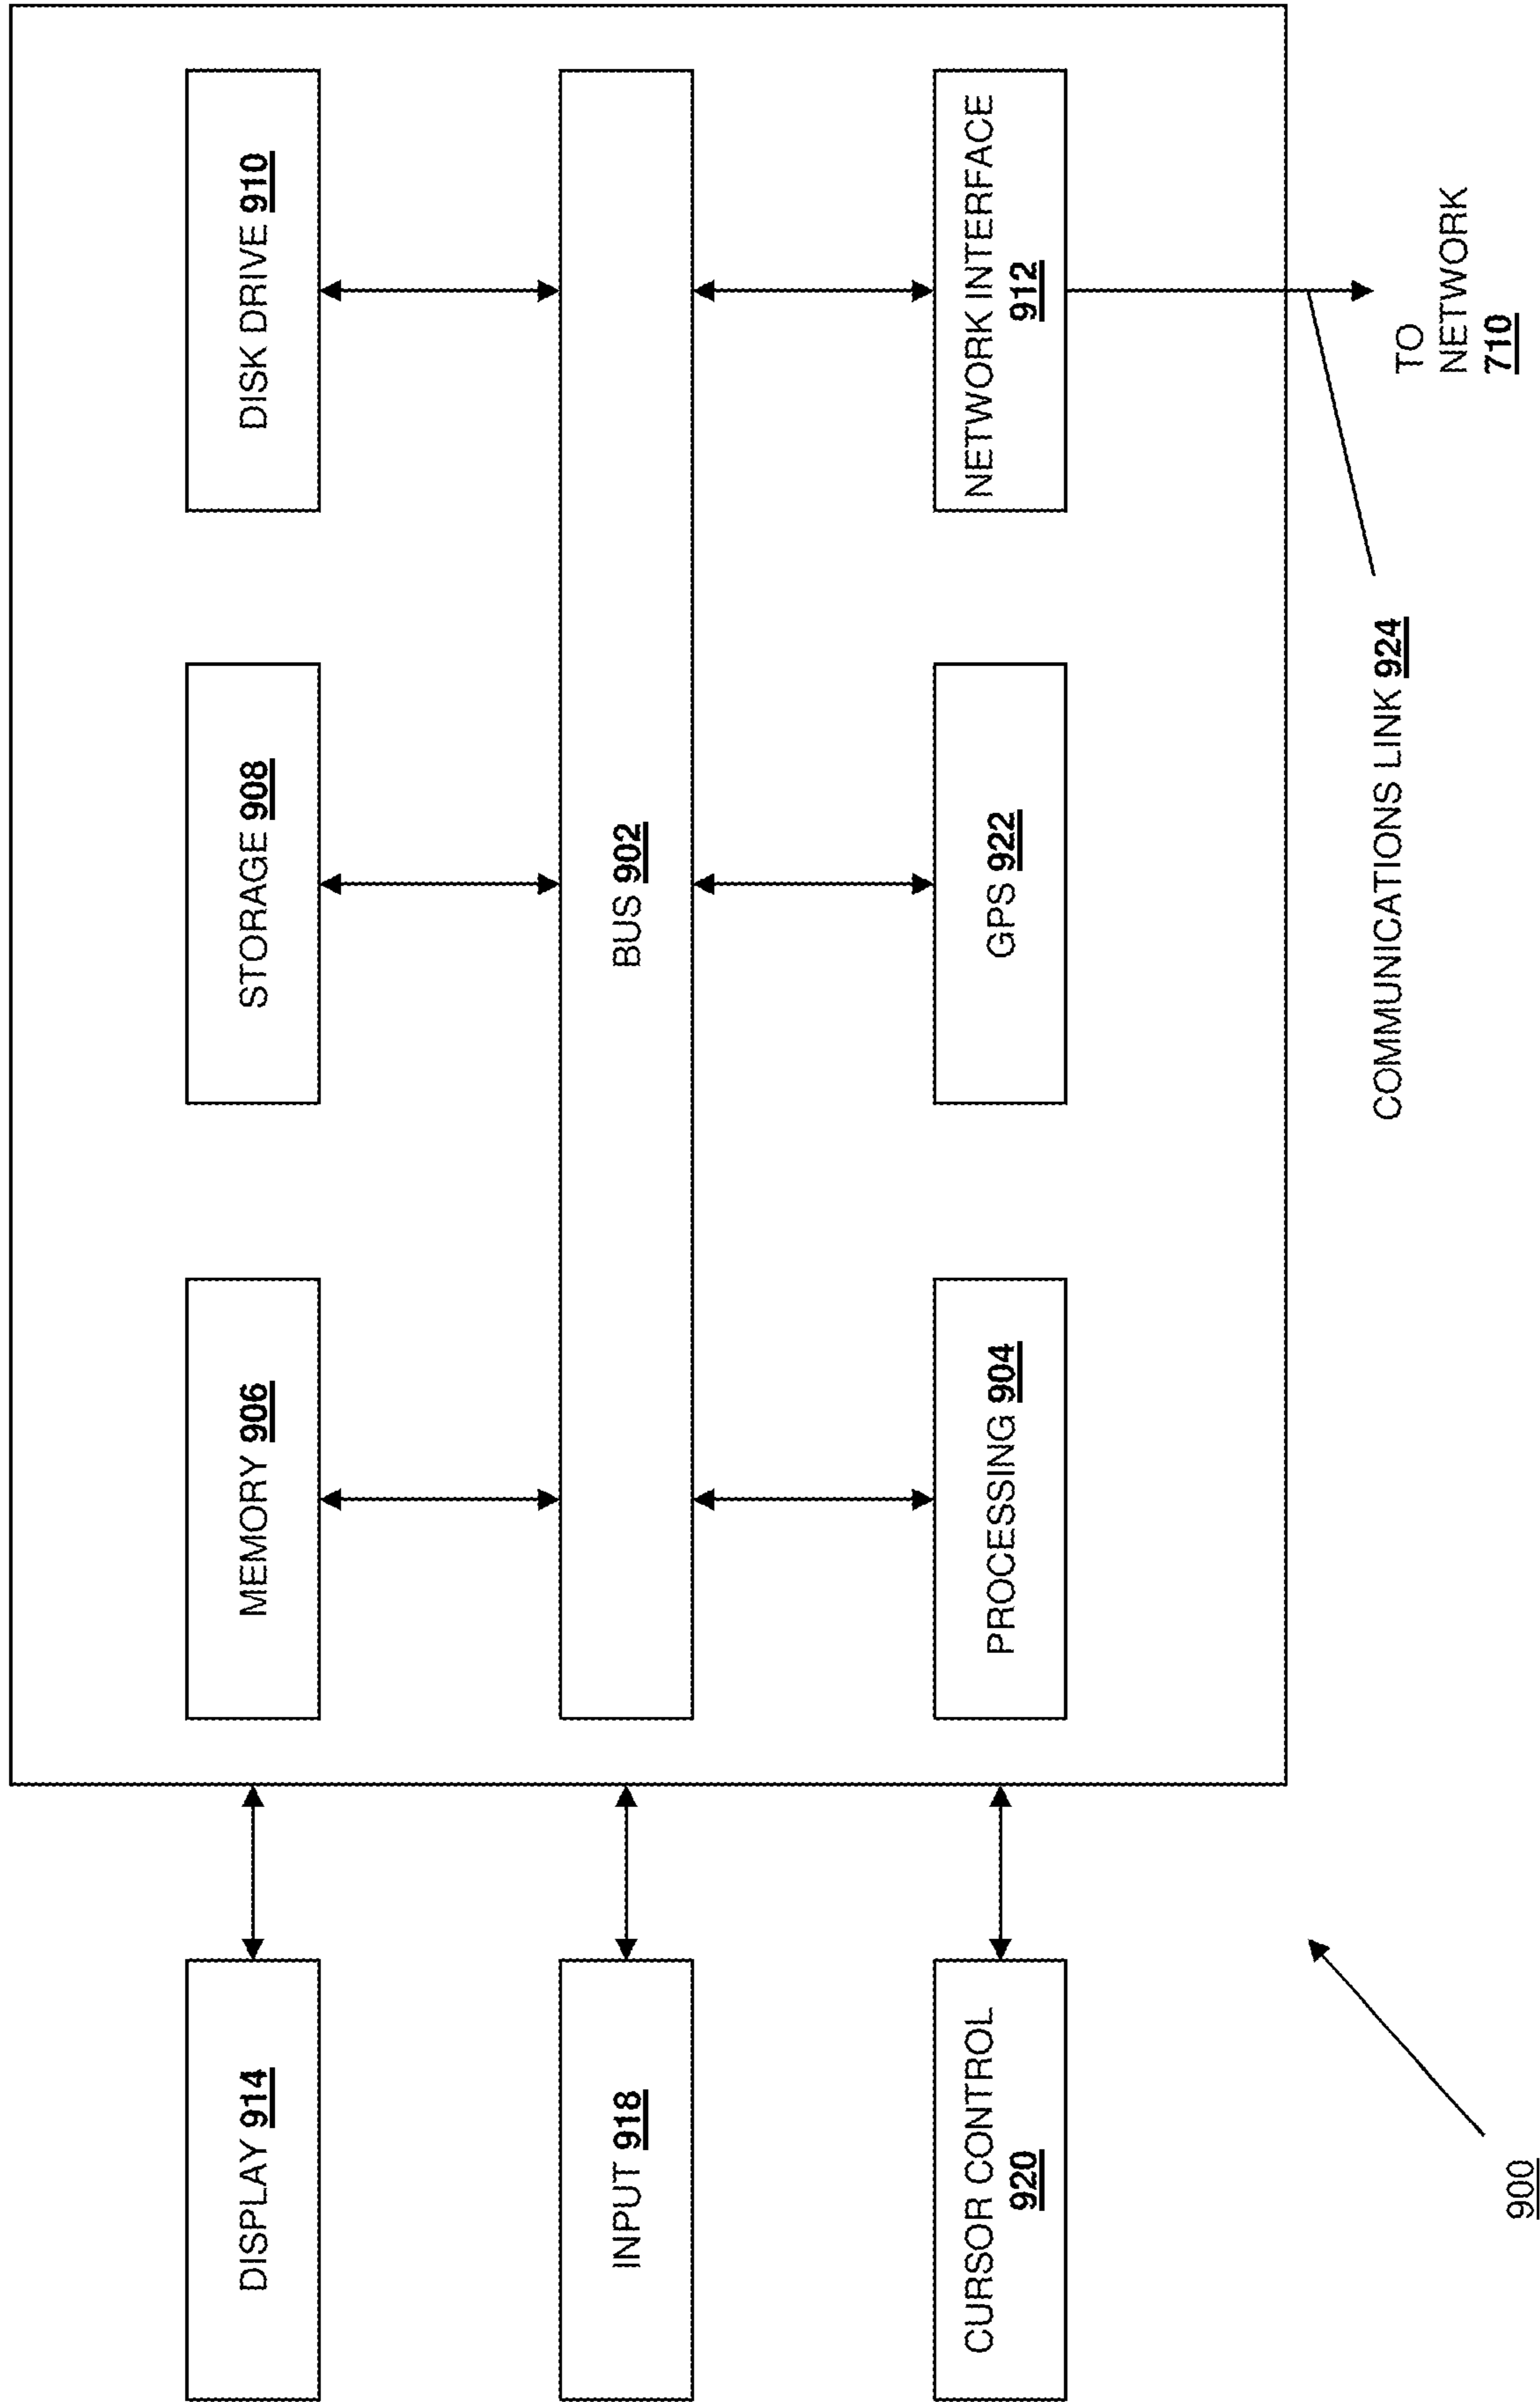 DISPLAY 914
MEMORY 906
STORAGE 908
DISK DRIVE 910
INPUT 918
BUS 902
CURSOR CONTROL
920
PROCESSING 904
GPS 922
NETWORK INTERFACE
912
COMMUNICATIONS LINK 924
TO
NETWORK
710
900